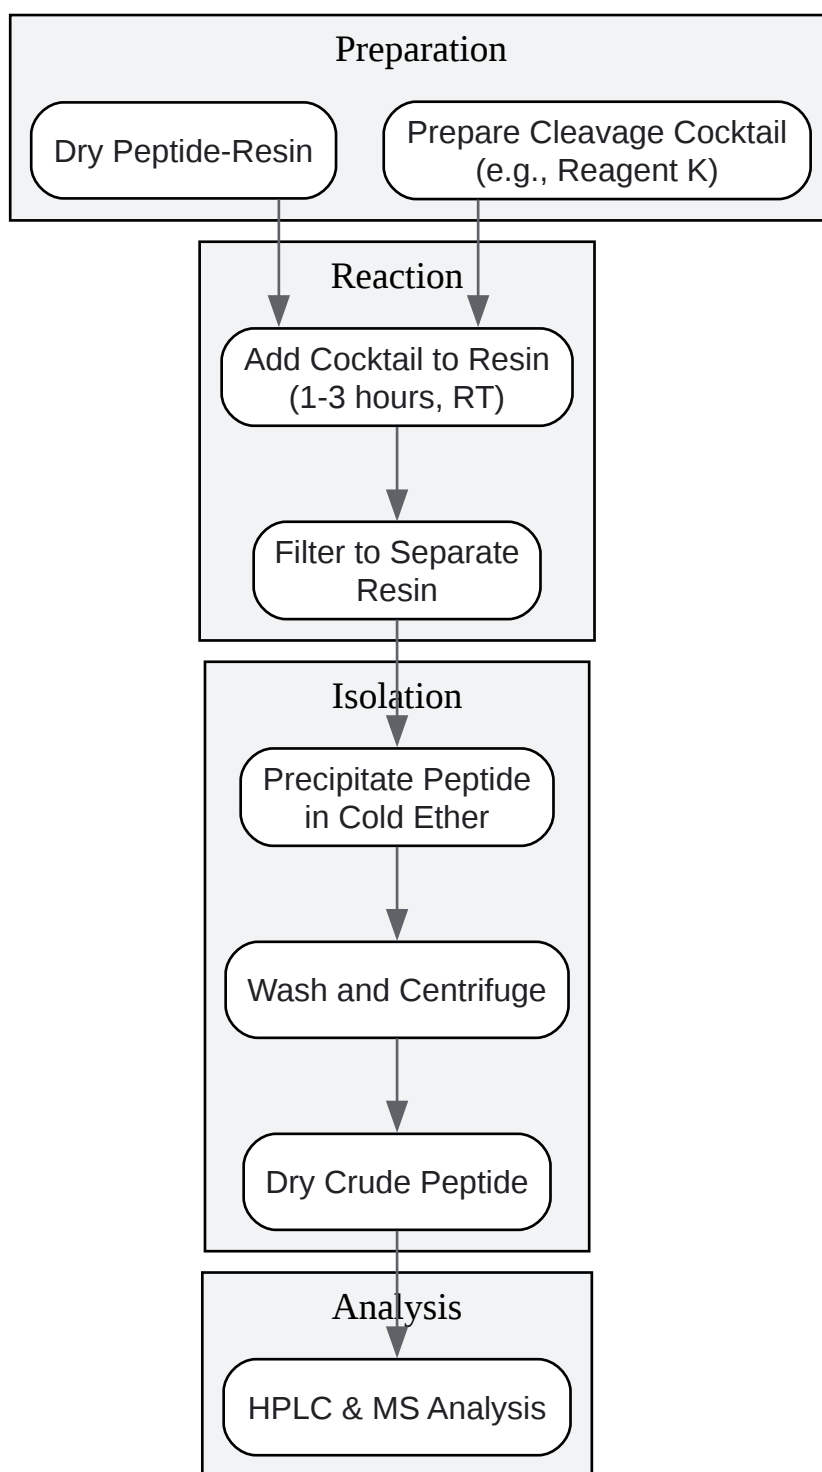 Preparation
Dry Peptide-Resin
Prepare Cleavage Cocktail
(e.g., Reagent K)
Reaction
Add Cocktail to Resin
(1-3 hours, RT)
Filter to Separate
Resin
Isolation
Precipitate Peptide
in Cold Ether
Wash and Centrifuge
Dry Crude Peptide
Analysis
HPLC & MS Analysis